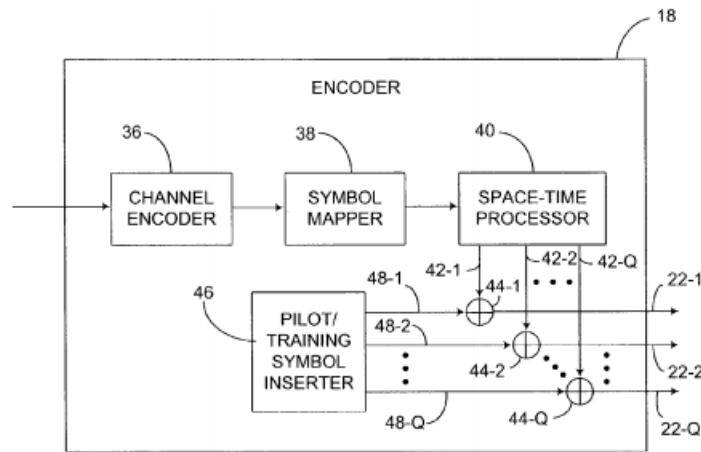 18
ENCODER
36
38
40
CHANNEL
ENCODER
SYMBOL
MAPPER
SPACE-TIME
PROCESSOR
42-1
42-2
42-Q
46
48-1
44-1
22-1
PILOT/
TRAINING
SYMBOL
INSERTER
48-2
44-2
22-2
48-Q
44-Q
22-Q